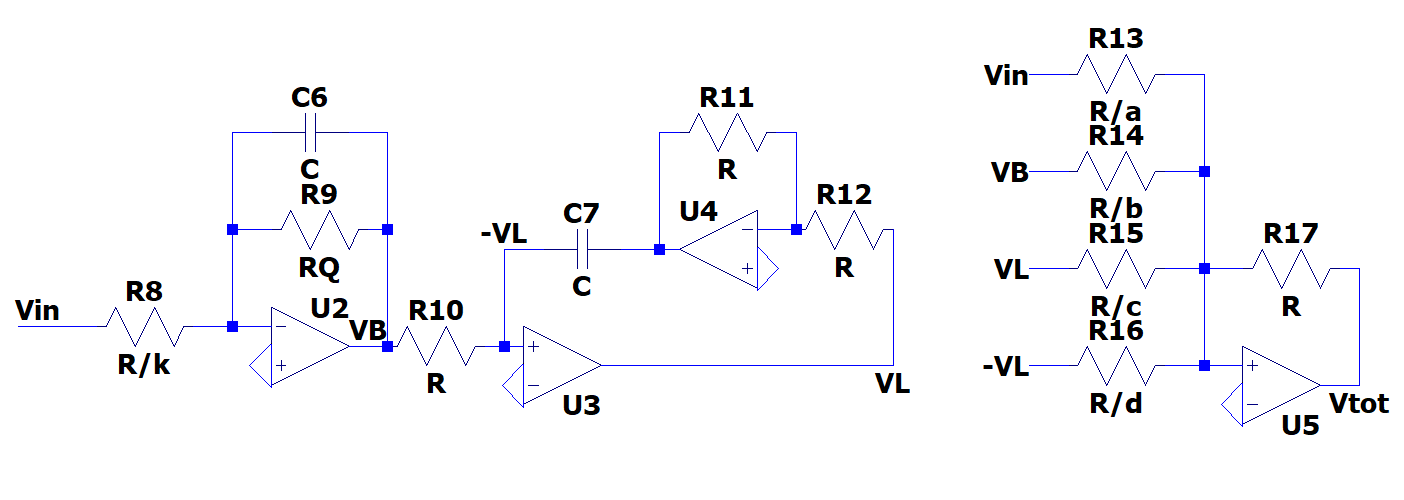 C6
C
R9
RQ
Vin
R8
R/k
U2
VB
R10
R
-VL
C7
C
R11
R
U4
R12
R
U3
VL
Vin
R13
R/a
VB
R14
R/b
VL
R15
R/c
-VL
R16
R/d
R17
R
U5
Vtot